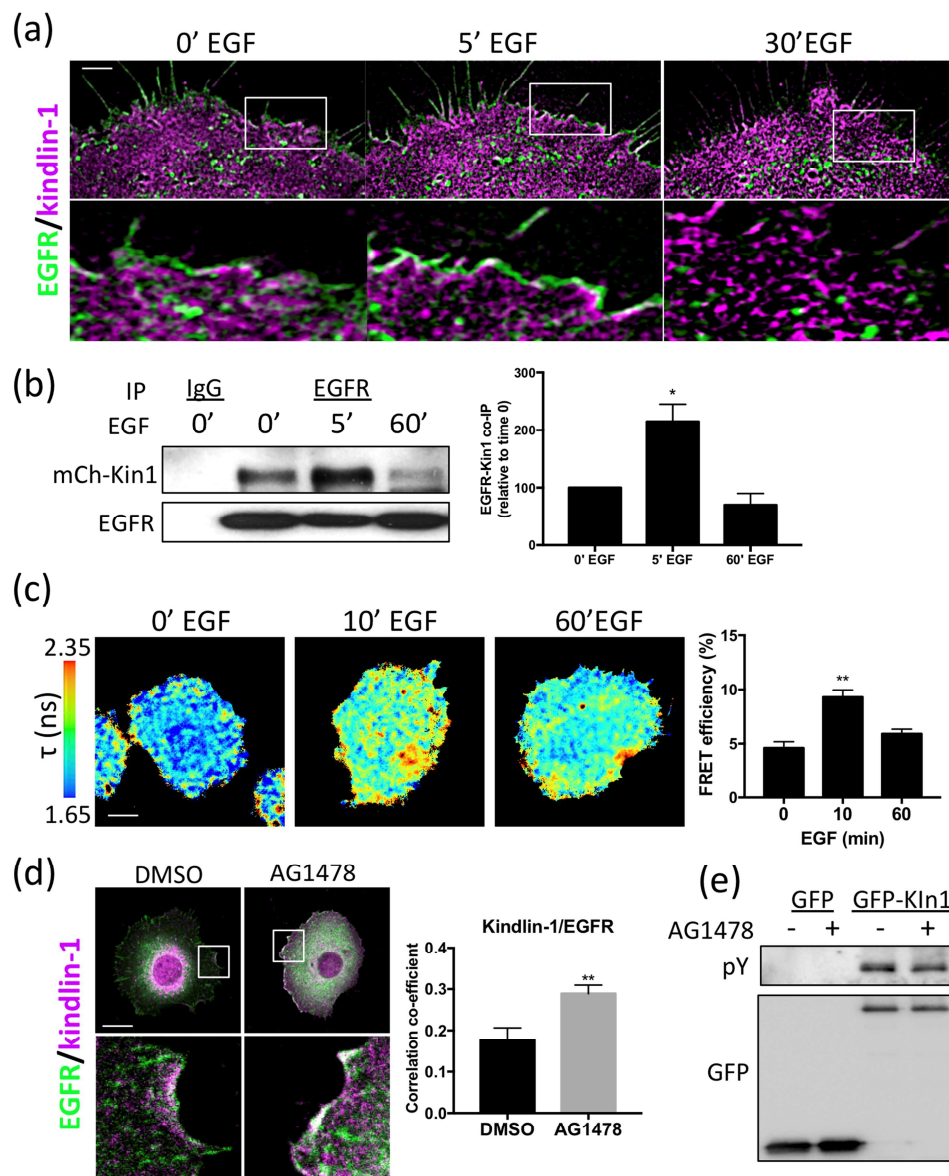 (a)
0’ EGF 5’ EGF 30’EGF
EGFR/kindlin-1
(b)
IP IgG EGFR
EGF 0’ 0’ 5’ 60’
mCh-Kin1
EGFR
EGFR-Kin1 co-IP
(relative to time 0)
300
200
100
0
*
0' EGF 5' EGF 60' EGF
(c)
0’ EGF 10’ EGF 60’EGF
2.35
τ (ns)
1.65
FRET efficiency (%)
15
10
5
0
**
0 10 60
EGF (min)
(d)
DMSO AG1478
EGFR/kindlin-1
Kindlin-1/EGFR
Correlation co-efficient
0.4
0.3
0.2
0.1
0.0
**
DMSO AG1478
(e)
GFP GFP-KIn1
AG1478 - + - +
pY
GFP